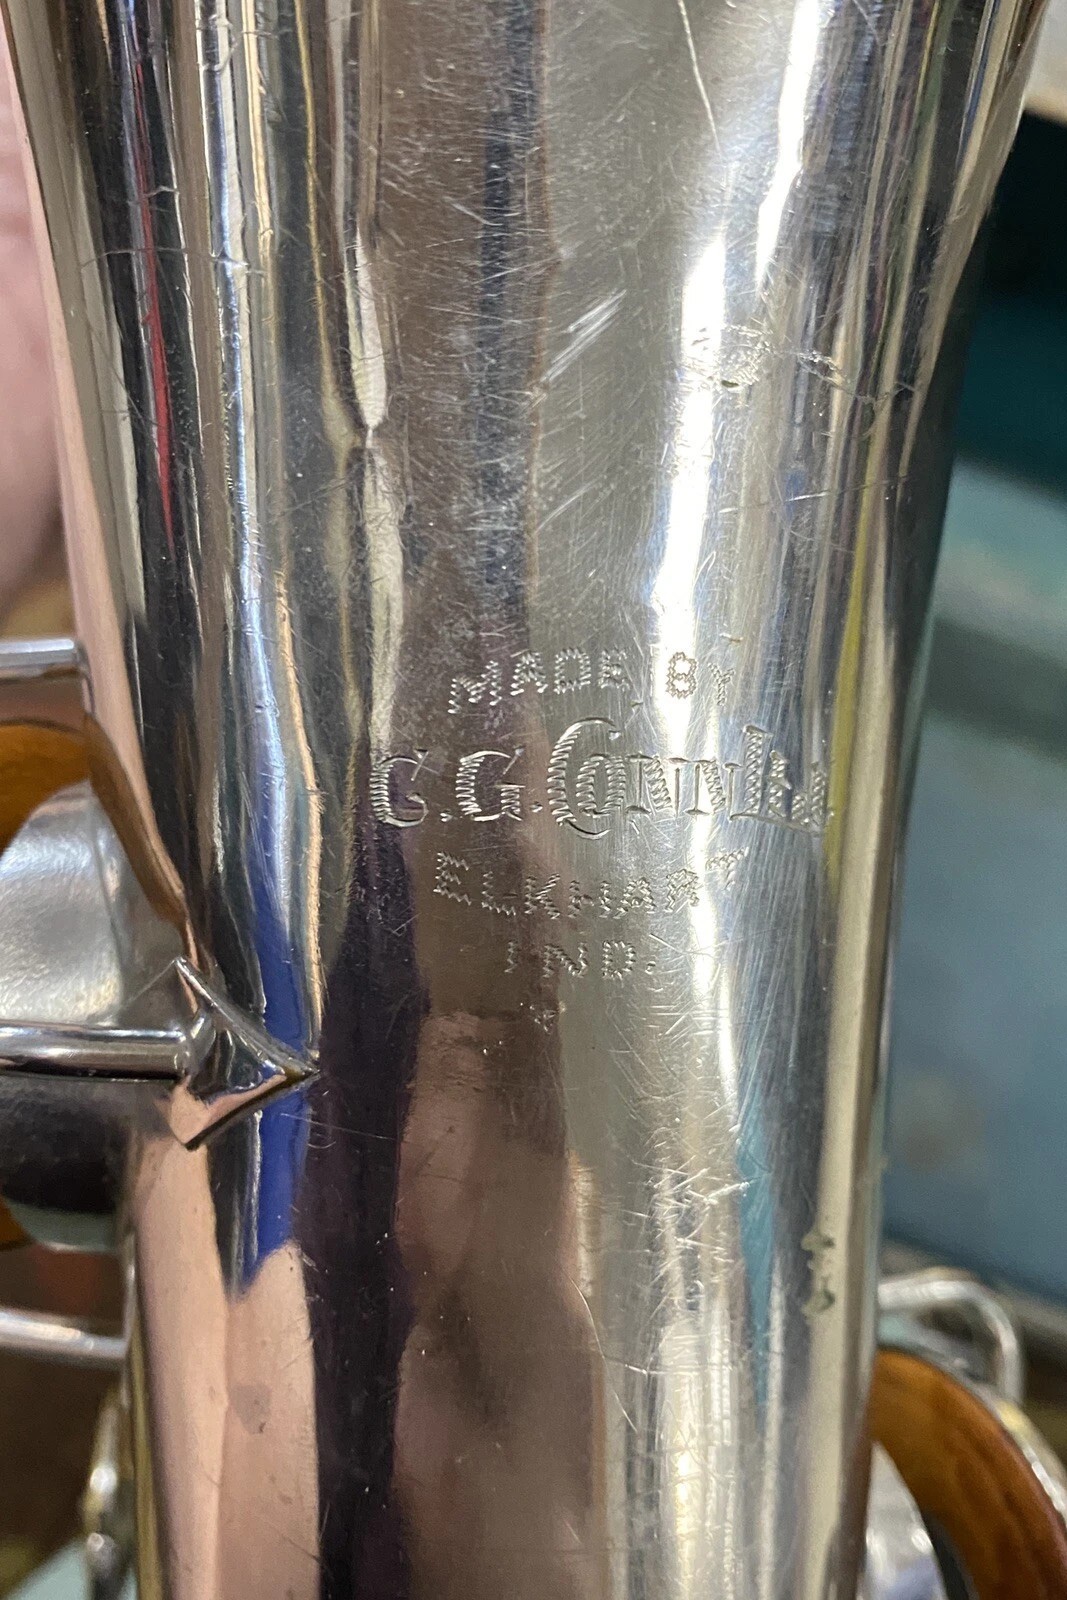 MADE BY
C.G. CONN LTD
ELKHART
IND.